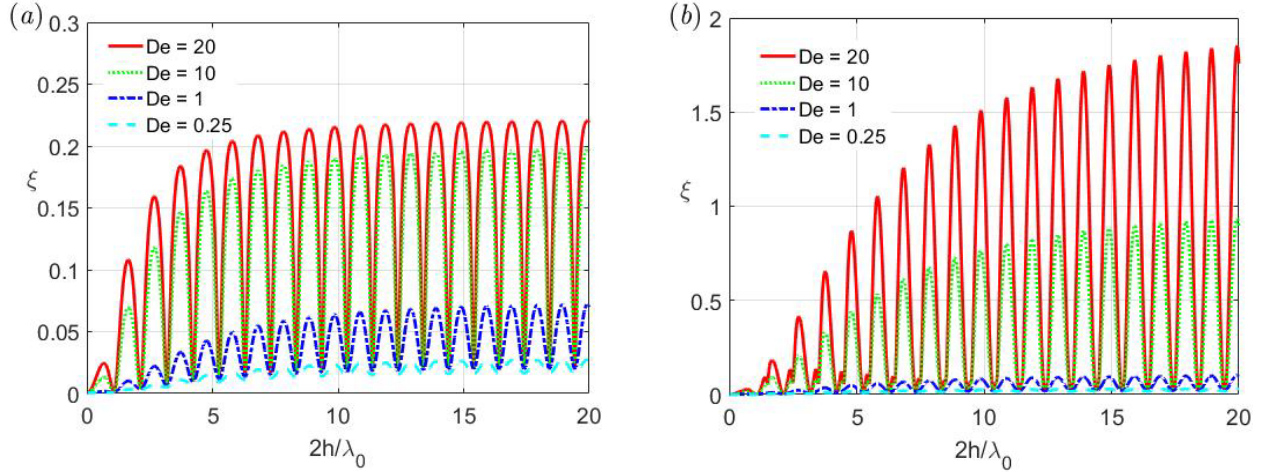 (a)
0.3
0.25
0.2
0.15
0.1
0.05
0
ξ
De = 20
De = 10
De = 1
De = 0.25
0 5 10 15 20
2h/λ₀
(b)
2
1.5
1
0.5
0
ξ
De = 20
De = 10
De = 1
De = 0.25
0 5 10 15 20
2h/λ₀